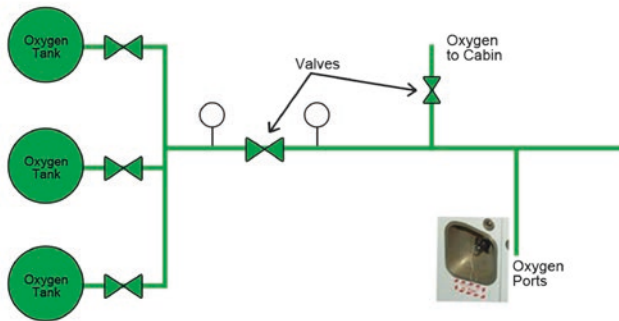 Oxygen
Tank
Oxygen
to Cabin
Valves
Oxygen
Tank
Oxygen
Tank
Oxygen
Ports